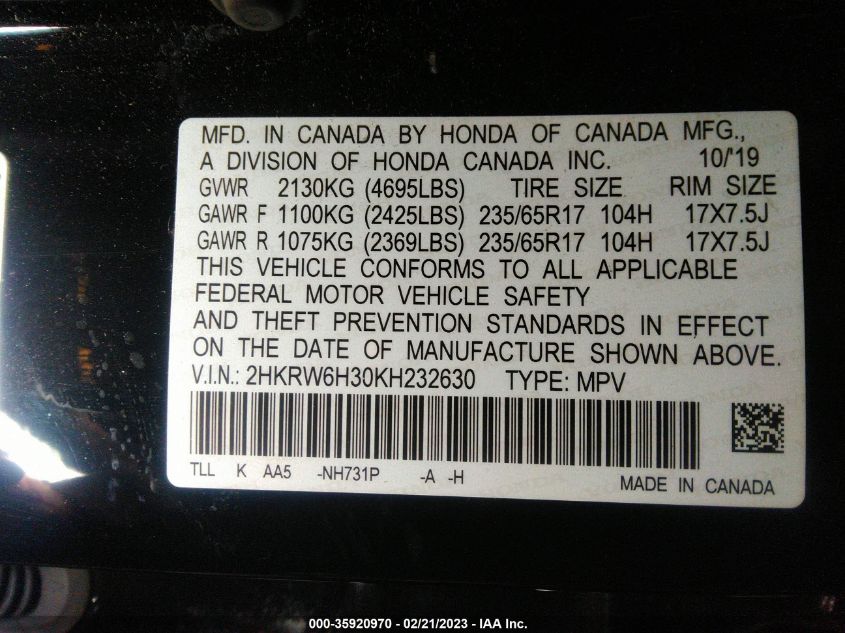 MFD. IN CANADA BY HONDA OF CANADA MFG.,
A DIVISION OF HONDA CANADA INC. 10/'19
GVWR 2130KG (4695LBS) TIRE SIZE RIM SIZE
GAWR F 1100KG (2425LBS) 235/65R17 104H 17X7.5J
GAWR R 1075KG (2369LBS) 235/65R17 104H 17X7.5J
THIS VEHICLE CONFORMS TO ALL APPLICABLE
FEDERAL MOTOR VEHICLE SAFETY
AND THEFT PREVENTION STANDARDS IN EFFECT
ON THE DATE OF MANUFACTURE SHOWN ABOVE.
V.I.N.: 2HKRW6H30KH232630 TYPE: MPV
TLL K AA5 -NH731P -A -H
MADE IN CANADA
000-35920970 - 02/21/2023 - IAA Inc.